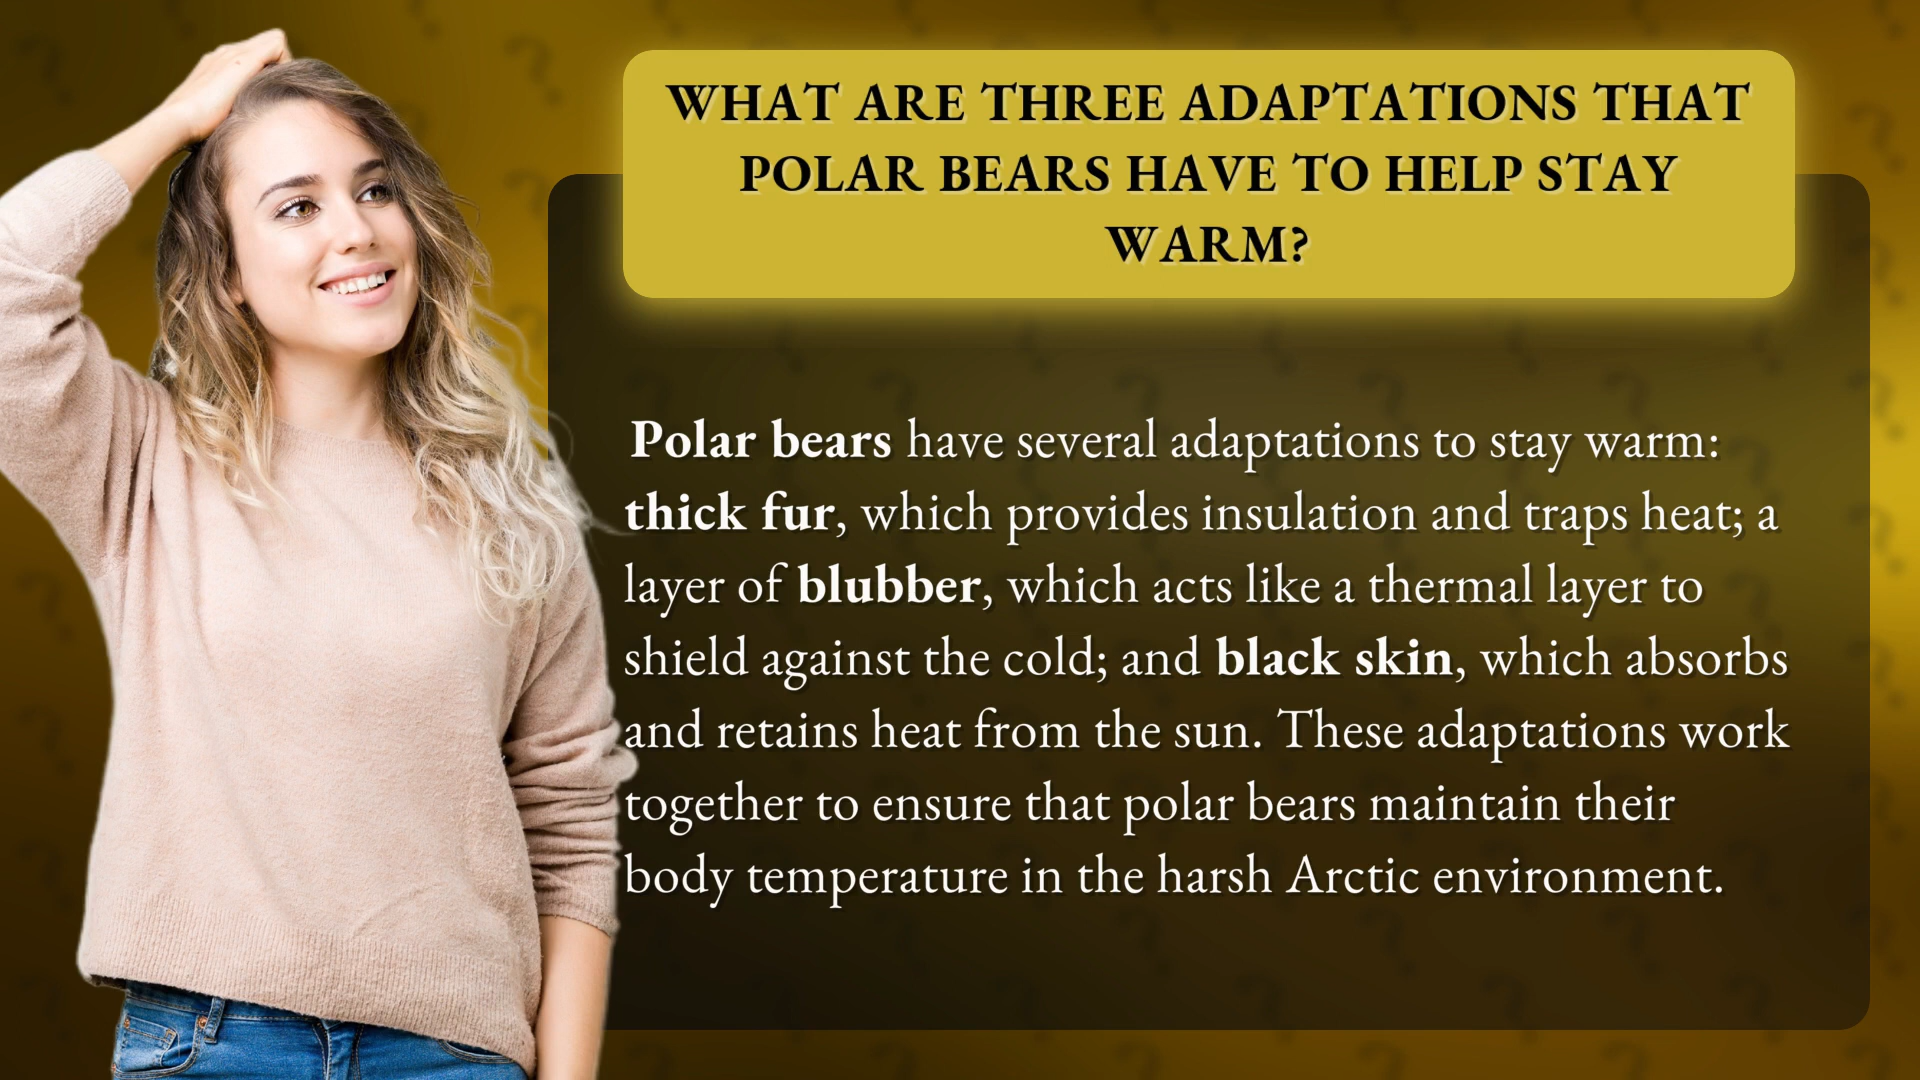 WHAT ARE THREE ADAPTATIONS THAT
POLAR BEARS HAVE TO HELP STAY
WARM?
Polar bears have several adaptations to stay warm:
thick fur, which provides insulation and traps heat; a
layer of blubber, which acts like a thermal layer to
shield against the cold; and black skin, which absorbs
and retains heat from the sun. These adaptations work
together to ensure that polar bears maintain their
body temperature in the harsh Arctic environment.